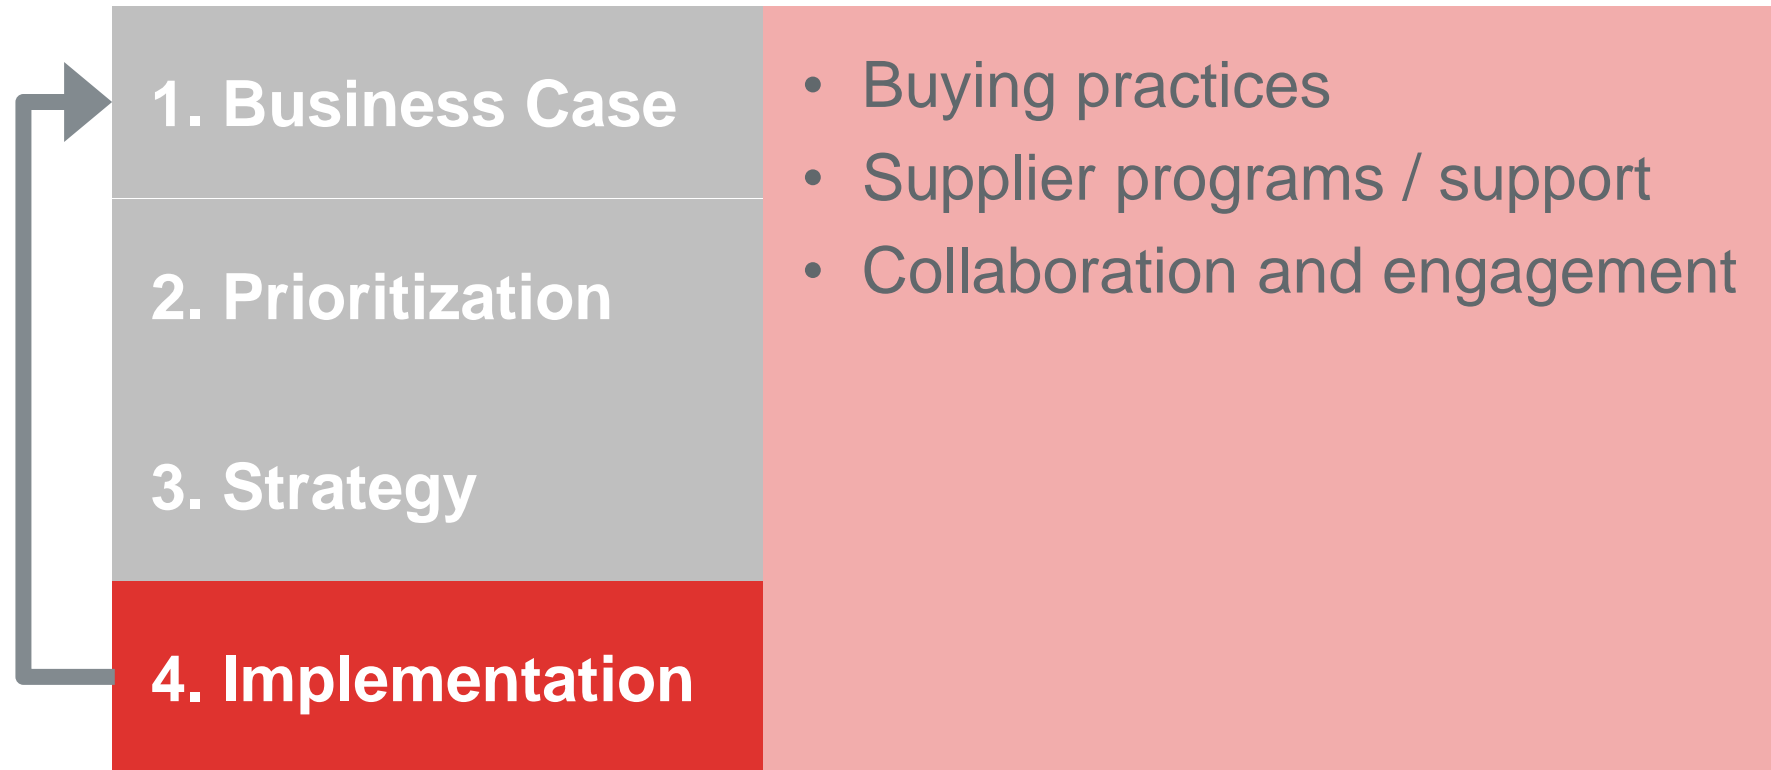 1. Business Case
2. Prioritization
3. Strategy
4. Implementation
• Buying practices
• Supplier programs / support
• Collaboration and engagement